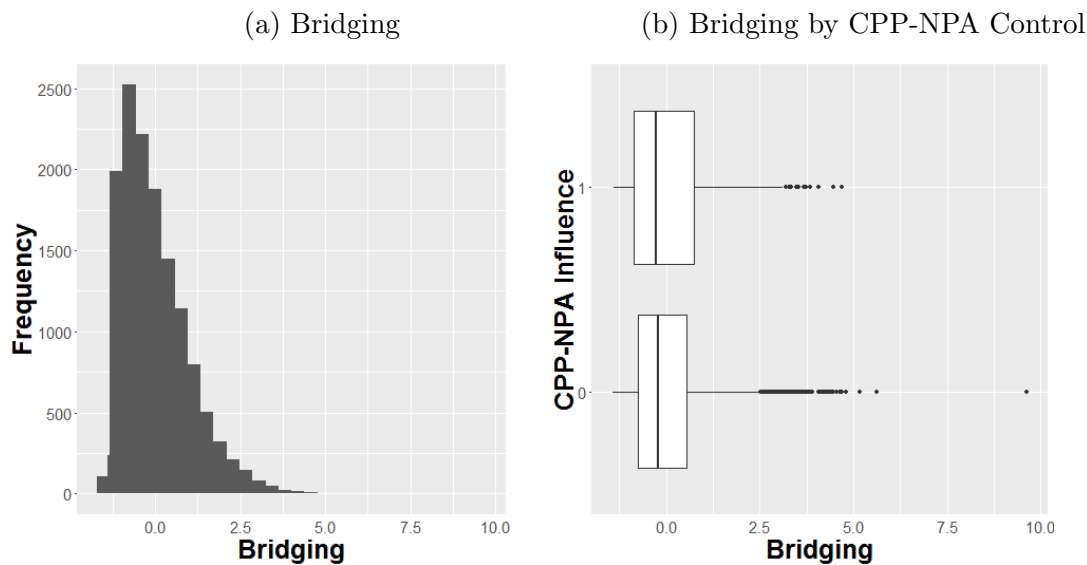 (a) Bridging
2500
2000
1500
1000
500
0
Frequency
0.0 2.5 5.0 7.5 10.0
Bridging
(b) Bridging by CPP-NPA Control
1
0
CPP-NPA Influence
0.0 2.5 5.0 7.5 10.0
Bridging